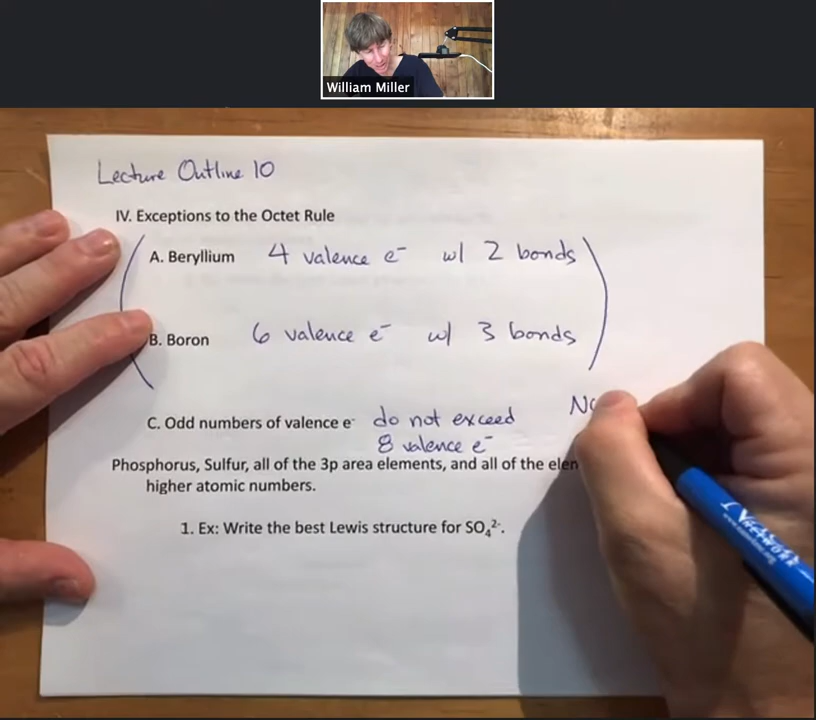 William Miller
Lecture Outline 10
IV. Exceptions to the Octet Rule
A. Beryllium 4 valence e⁻ w/ 2 bonds
B. Boron 6 valence e⁻ w/ 3 bonds
C. Odd numbers of valence e⁻ do not exceed No
8 valence e⁻
Phosphorus, Sulfur, all of the 3p area elements, and all of the elen
higher atomic numbers.
1. Ex: Write the best Lewis structure for SO₄²⁻.